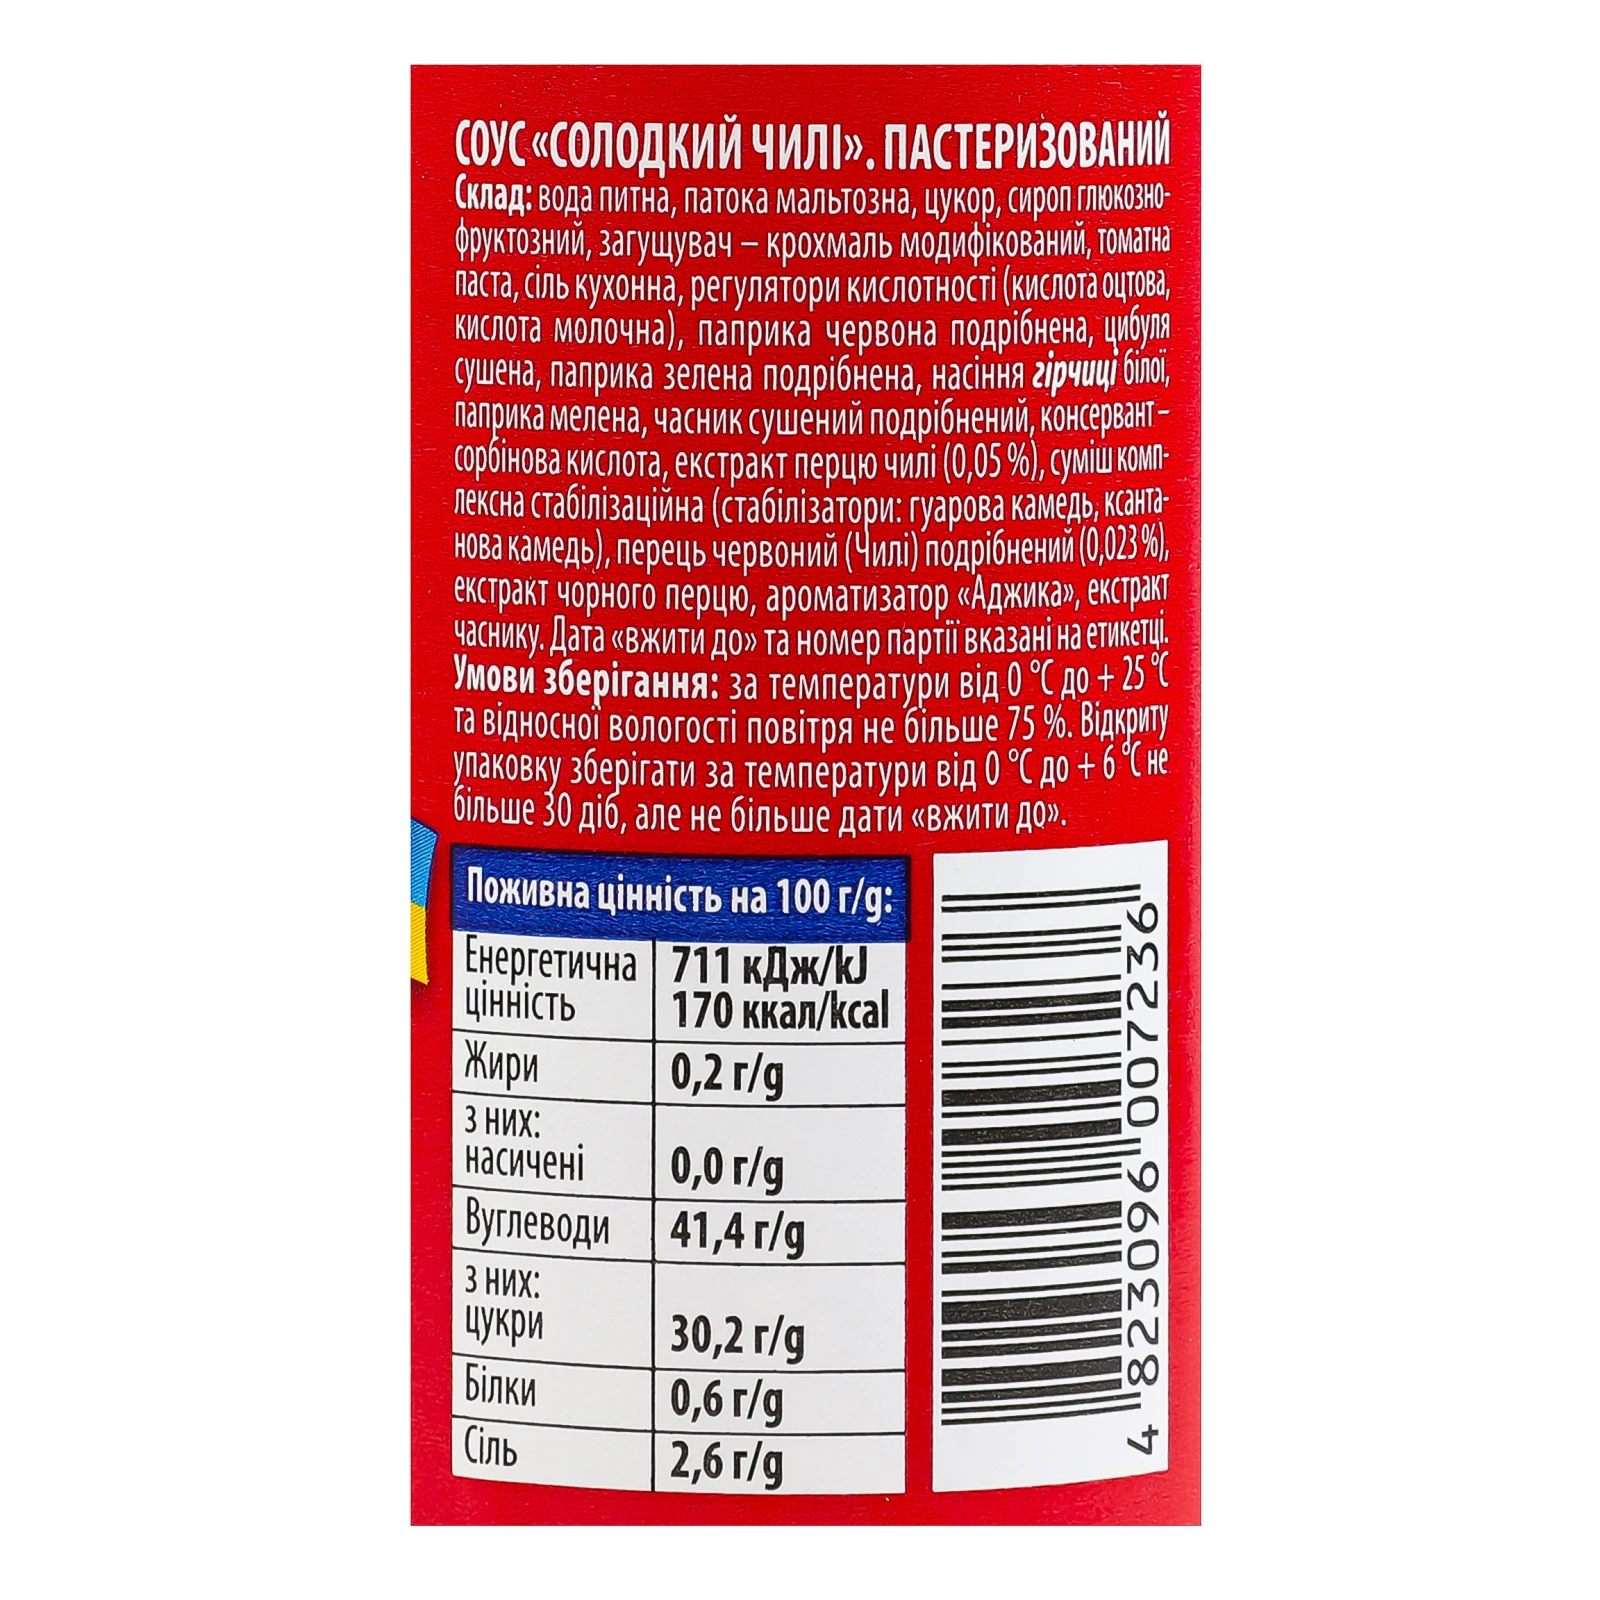 СОУС «СОЛОДКИЙ ЧИЛІ». ПАСТЕРИЗОВАНИЙ
Склад: вода питна, патока мальтозна, цукор, сироп глюкозно-
фруктозний, загущувач – крохмаль модифікований, томатна
паста, сіль кухонна, регулятори кислотності (кислота оцтова,
кислота молочна), паприка червона подрібнена, цибуля
сушена, паприка зелена подрібнена, насіння гірчиці білої,
паприка мелена, часник сушений подрібнений, консервант –
сорбінова кислота, екстракт перцю чилі (0,05 %), суміш комп-
лексна стабілізаційна (стабілізатори: гуарова камедь, ксанта-
нова камедь), перець червоний (Чилі) подрібнений (0,023 %),
екстракт чорного перцю, ароматизатор «Аджика», екстракт
часнику. Дата «вжити до» та номер партії вказані на етикетці.
Умови зберігання: за температури від 0 °С до + 25 °С
та відносної вологості повітря не більше 75 %. Відкриту
упаковку зберігати за температури від 0 °С до + 6 °С не
більше 30 діб, але не більше дати «вжити до».
Поживна цінність на 100 г/g:
Енергетична цінність 711 кДж/kJ
170 ккал/kcal
Жири 0,2 г/g
з них:
насичені 0,0 г/g
Вуглеводи 41,4 г/g
з них:
цукри 30,2 г/g
Білки 0,6 г/g
Сіль 2,6 г/g
4 823096 007236